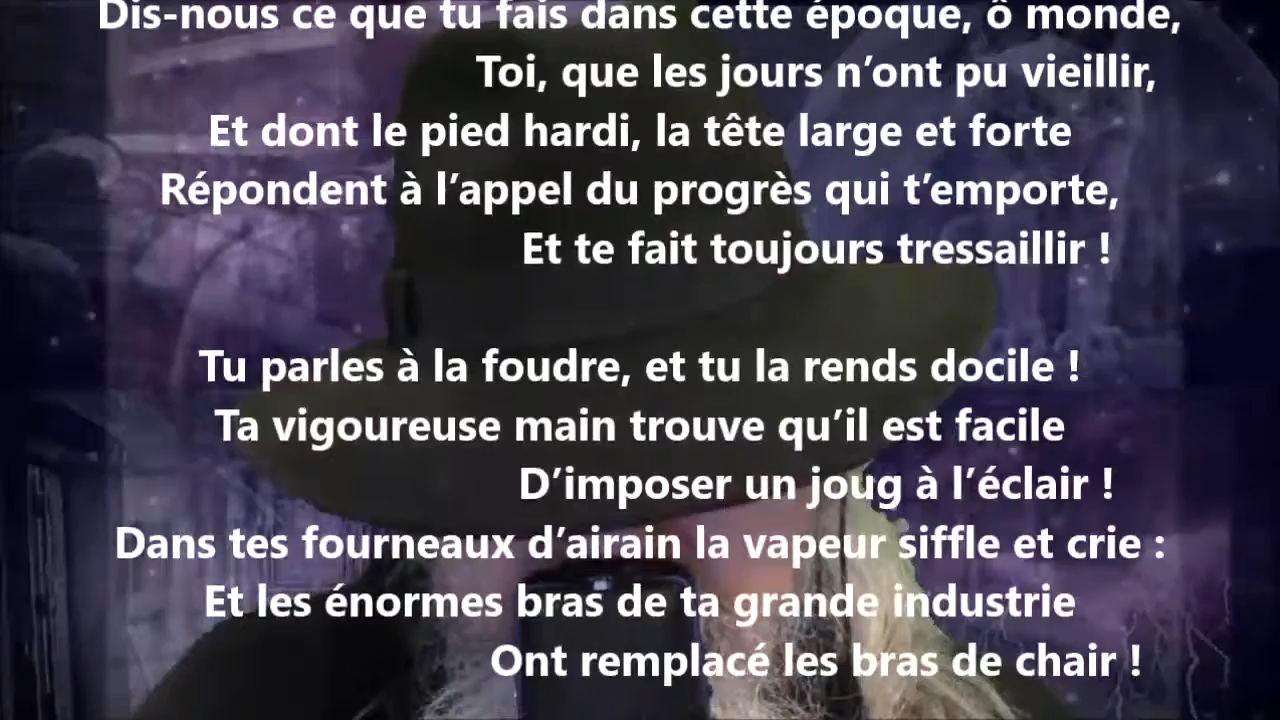 Dis-nous ce que tu fais dans cette époque, ô monde,
Toi, que les jours n’ont pu vieillir,
Et dont le pied hardi, la tête large et forte
Répondent à l’appel du progrès qui t’emporte,
Et te fait toujours tressaillir !
Tu parles à la foudre, et tu la rends docile !
Ta vigoureuse main trouve qu’il est facile
D’imposer un joug à l’éclair !
Dans tes fourneaux d’airain la vapeur siffle et crie :
Et les énormes bras de ta grande industrie
Ont remplacé les bras de chair !